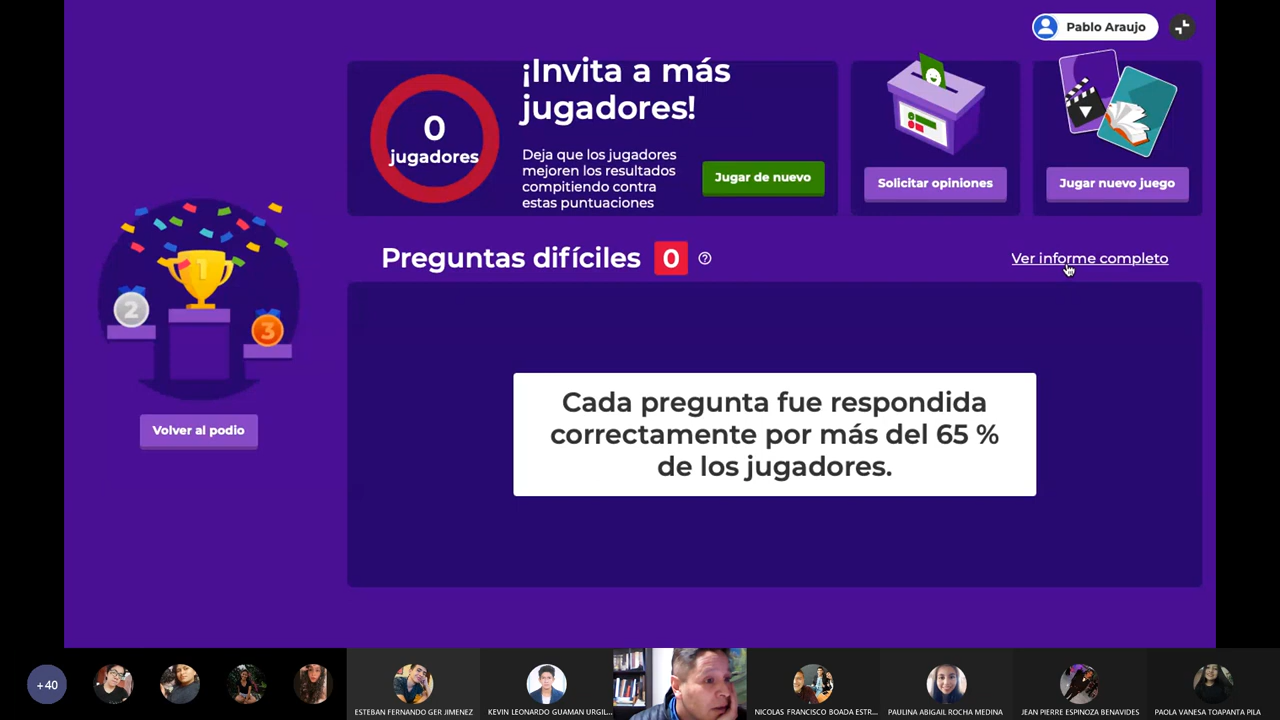 Pablo Araujo
0
jugadores
¡Invita a más
jugadores!
Deja que los jugadores
mejoren los resultados
compitiendo contra
estas puntuaciones
Jugar de nuevo
Solicitar opiniones
Jugar nuevo juego
Preguntas difíciles 0
Ver informe completo
1
2
3
Volver al podio
Cada pregunta fue respondida
correctamente por más del 65 %
de los jugadores.
+40
ESTEBAN FERNANDO GER JIMENEZ
KEVIN LEONARDO GUAMAN URGIL...
NICOLAS FRANCISCO BOADA ESTR...
PAULINA ABIGAIL ROCHA MEDINA
JEAN PIERRE ESPINOZA BENAVIDES
PAOLA VANESA TOAPANTA PILA